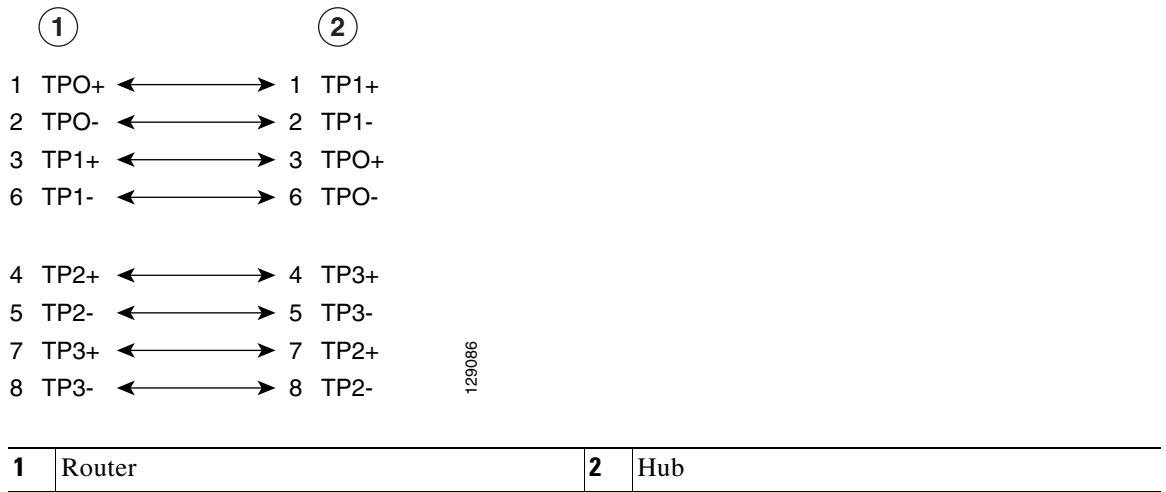 1 2
1 TPO+ 1 TP1+
2 TPO- 2 TP1-
3 TP1+ 3 TPO+
6 TP1- 6 TPO-
4 TP2+ 4 TP3+
5 TP2- 5 TP3-
7 TP3+ 7 TP2+
8 TP3- 8 TP2-
129086
1 Router 2 Hub